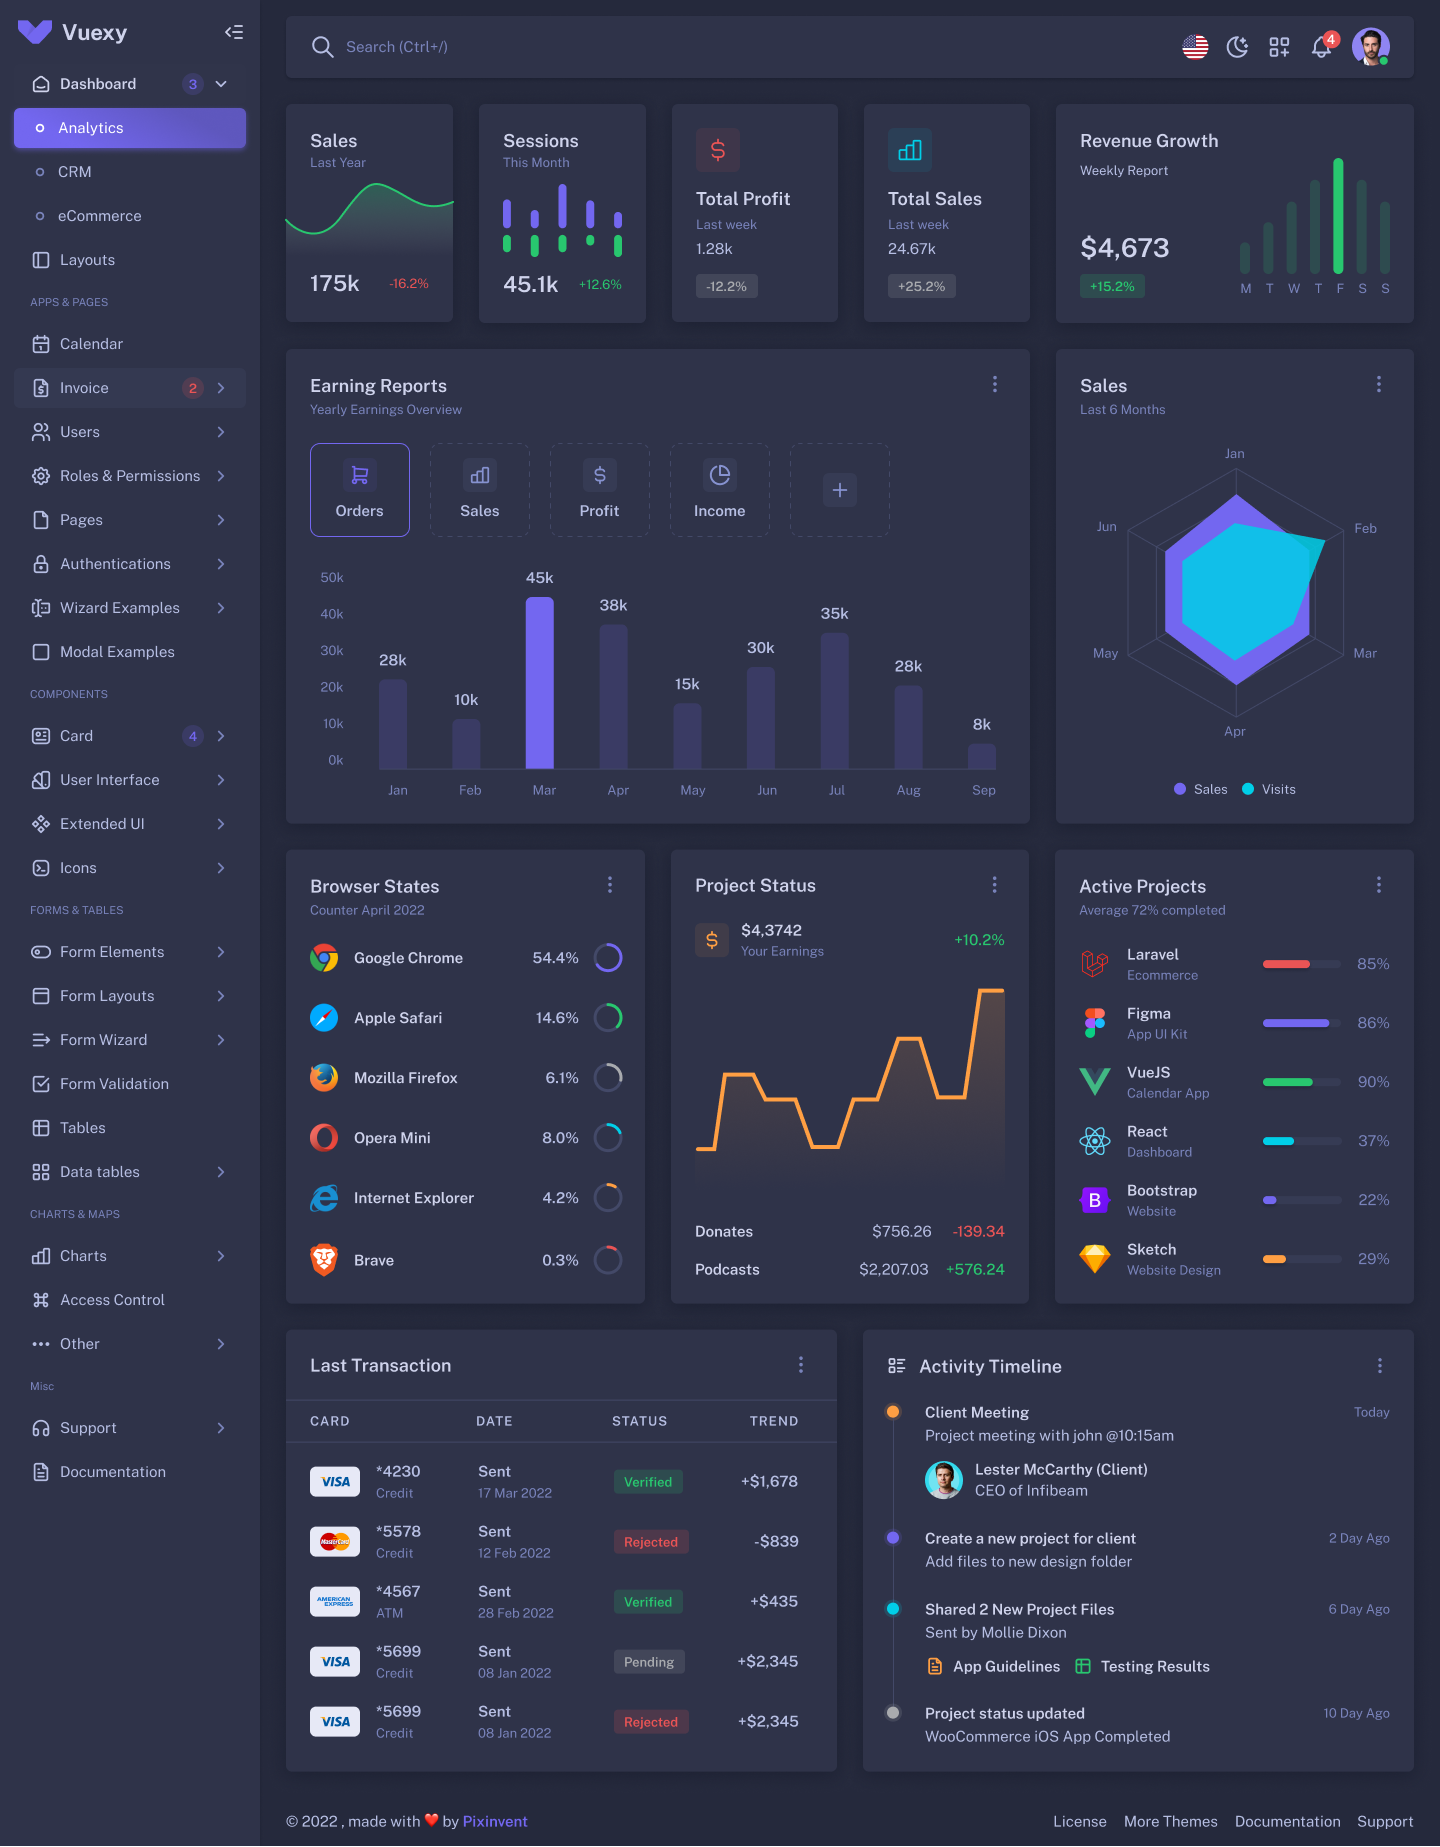 Vuexy
Dashboard 3
Analytics
CRM
eCommerce
Layouts
APPS & PAGES
Calendar
Invoice 2
Users
Roles & Permissions
Pages
Authentications
Wizard Examples
Modal Examples
COMPONENTS
Card 4
User Interface
Extended UI
Icons
FORMS & TABLES
Form Elements
Form Layouts
Form Wizard
Form Validation
Tables
Data tables
CHARTS & MAPS
Charts
Access Control
Other
Misc
Support
Documentation
Search (Ctrl+/)
4
Sales
Last Year
175k -16.2%
Sessions
This Month
45.1k +12.6%
Total Profit
Last week
1.28k
-12.2%
Total Sales
Last week
24.67k
+25.2%
Revenue Growth
Weekly Report
$4,673
+15.2%
M T W T F S S
Earning Reports
Yearly Earnings Overview
Orders Sales Profit Income
50k
40k
30k
20k
10k
0k
28k 10k 45k 38k 15k 30k 35k 28k 8k
Jan Feb Mar Apr May Jun Jul Aug Sep
Sales
Last 6 Months
Jan
Feb
Mar
Apr
May
Jun
Sales Visits
Browser States
Counter April 2022
Google Chrome 54.4%
Apple Safari 14.6%
Mozilla Firefox 6.1%
Opera Mini 8.0%
Internet Explorer 4.2%
Brave 0.3%
Project Status
$4,3742
Your Earnings
+10.2%
Donates $756.26 -139.34
Podcasts $2,207.03 +576.24
Active Projects
Average 72% completed
Laravel
Ecommerce
85%
Figma
App UI Kit
86%
VueJS
Calendar App
90%
React
Dashboard
37%
B
Bootstrap
Website
22%
Sketch
Website Design
29%
Last Transaction
CARD DATE STATUS TREND
VISA
*4230 Sent
Credit 17 Mar 2022
Verified +$1,678
MasterCard
*5578 Sent
Credit 12 Feb 2022
Rejected -$839
AMERICAN
EXPRESS
*4567 Sent
ATM 28 Feb 2022
Verified +$435
VISA
*5699 Sent
Credit 08 Jan 2022
Pending +$2,345
VISA
*5699 Sent
Credit 08 Jan 2022
Rejected +$2,345
Activity Timeline
Client Meeting Today
Project meeting with john @10:15am
Lester McCarthy (Client)
CEO of Infibeam
Create a new project for client 2 Day Ago
Add files to new design folder
Shared 2 New Project Files 6 Day Ago
Sent by Mollie Dixon
App Guidelines Testing Results
Project status updated 10 Day Ago
WooCommerce iOS App Completed
© 2022 , made with ❤️ by Pixinvent
License More Themes Documentation Support